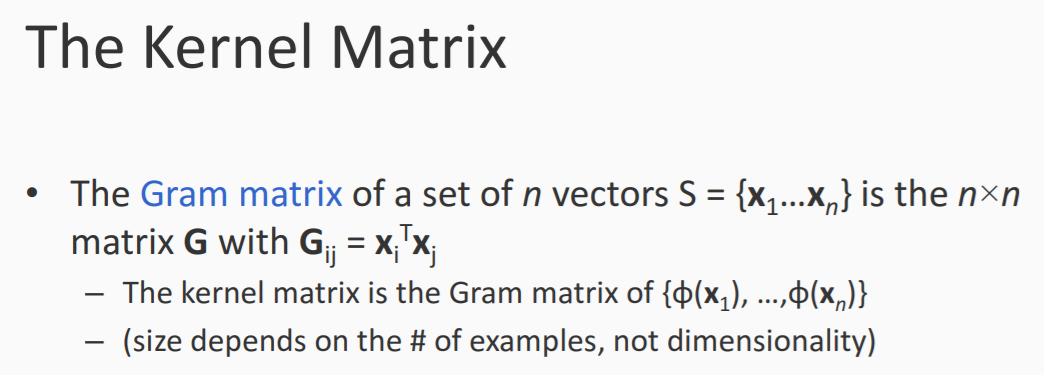 The Kernel Matrix
• The Gram matrix of a set of n vectors S = {x₁...xₙ} is the n×n
matrix G with Gᵢⱼ = xᵢᵀxⱼ
– The kernel matrix is the Gram matrix of {ϕ(x₁), ...,ϕ(xₙ)}
– (size depends on the # of examples, not dimensionality)